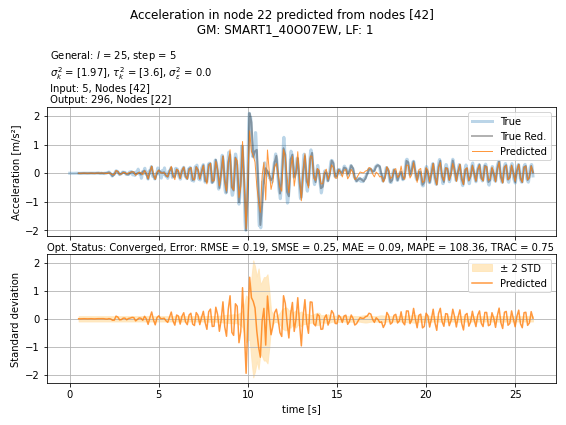 Acceleration in node 22 predicted from nodes [42]
GM: SMART1_40O07EW, LF: 1
General: l = 25, step = 5
σ²ₖ = [1.97], τ²ₖ = [3.6], σ²ε = 0.0
Input: 5, Nodes [42]
Output: 296, Nodes [22]
True
True Red.
Predicted
Acceleration [m/s²]
2
1
0
−1
−2
Opt. Status: Converged, Error: RMSE = 0.19, SMSE = 0.25, MAE = 0.09, MAPE = 108.36, TRAC = 0.75
± 2 STD
Predicted
Standard deviation
2
1
0
−1
−2
0 5 10 15 20 25
time [s]